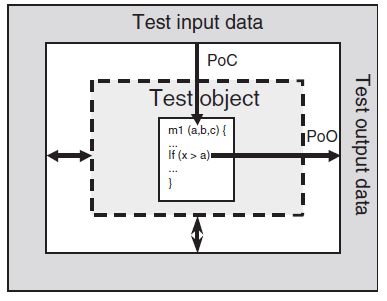 Test input data
PoC
Test object
m1 (a,b,c) {
...
If (x > a)
...
}
PoO
Test output data